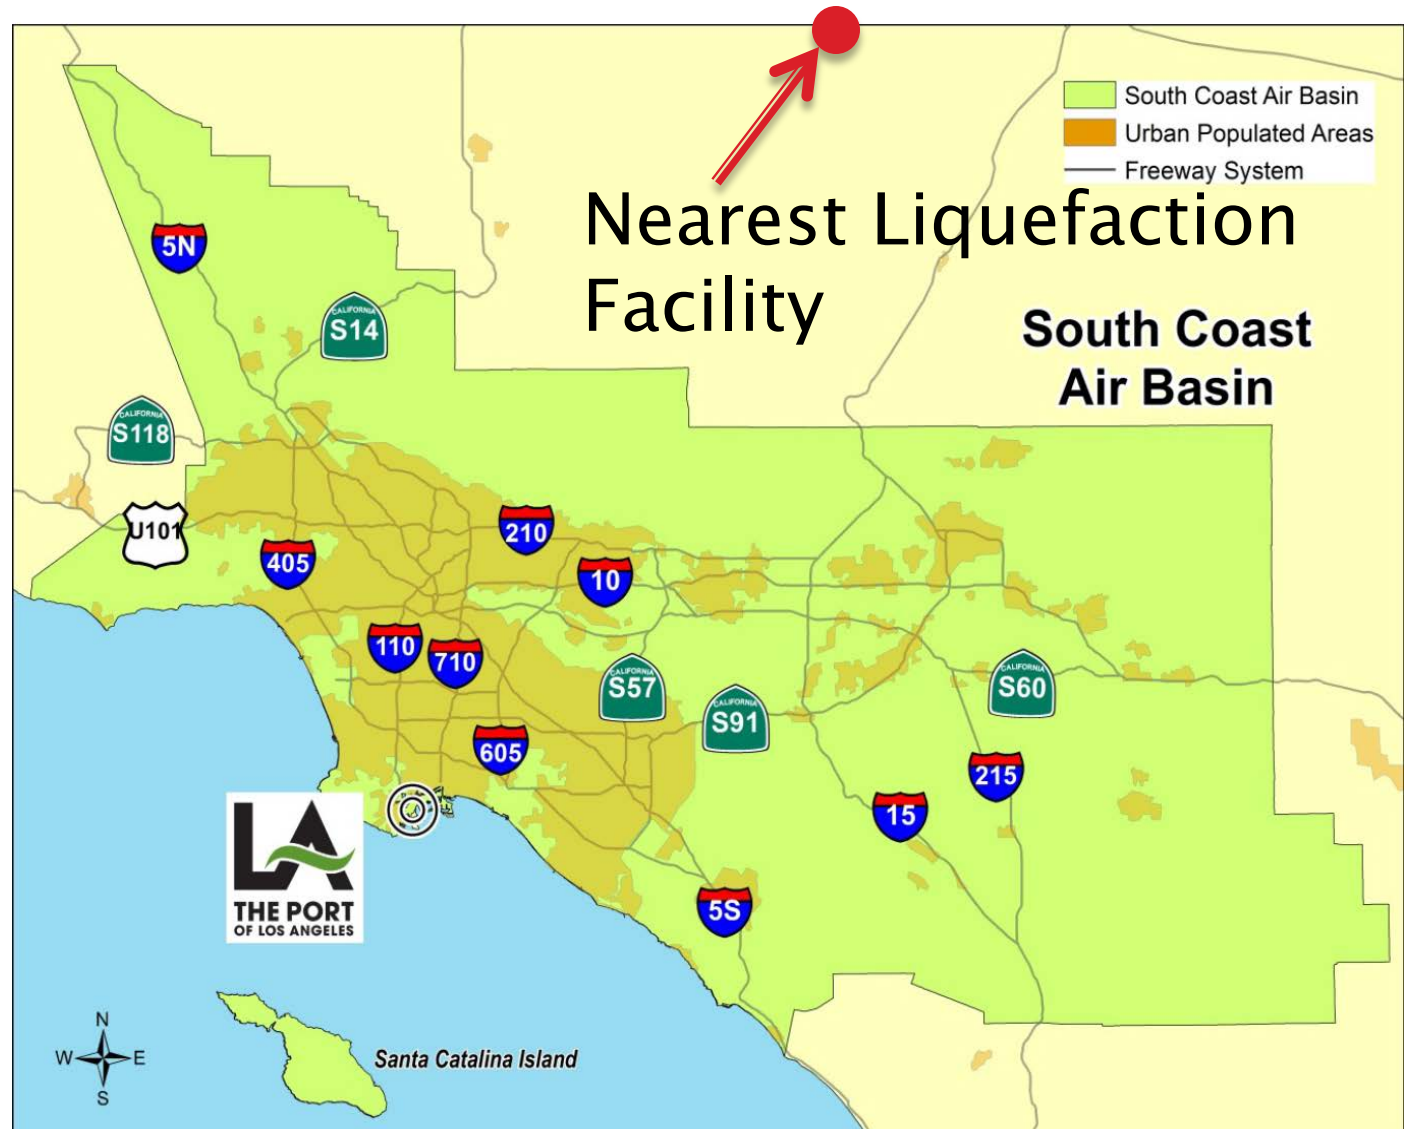 South Coast Air Basin
Urban Populated Areas
Freeway System
Nearest Liquefaction
Facility
South Coast
Air Basin
5N
CALIFORNIA
S14
CALIFORNIA
S118
U101
405
210
10
110
710
CALIFORNIA
S57
CALIFORNIA
S91
CALIFORNIA
S60
605
215
15
5S
LA
THE PORT
OF LOS ANGELES
N
W E
S
Santa Catalina Island